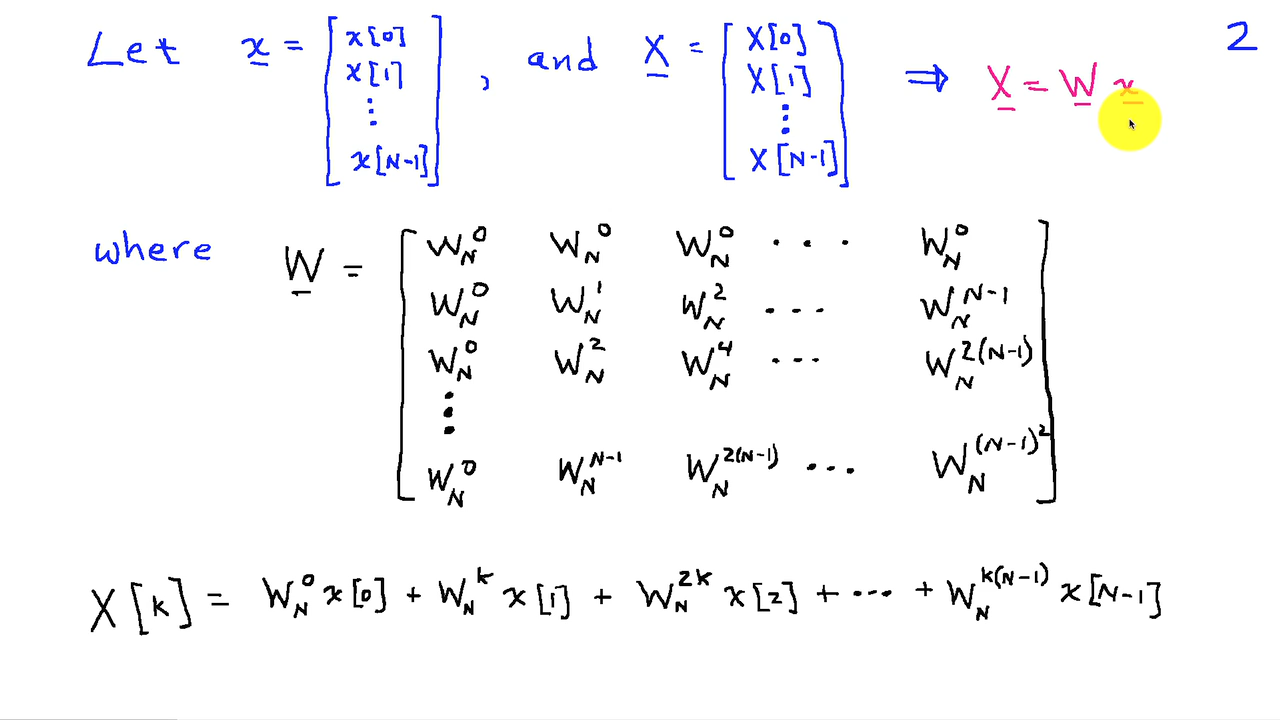 2
Let x = [x[0] x[1] ⋮ x[N-1]], and X = [X[0] X[1] ⋮ X[N-1]] ⇒ X = W x
where W =
W_N^0 W_N^0 W_N^0 ... W_N^0
W_N^0 W_N^1 W_N^2 ... W_N^{N-1}
W_N^0 W_N^2 W_N^4 ... W_N^{2(N-1)}
⋮
W_N^0 W_N^{N-1} W_N^{2(N-1)} ... W_N^{(N-1)^2}
X[k] = W_N^0 x[0] + W_N^k x[1] + W_N^{2k} x[2] + ... + W_N^{k(N-1)} x[N-1]